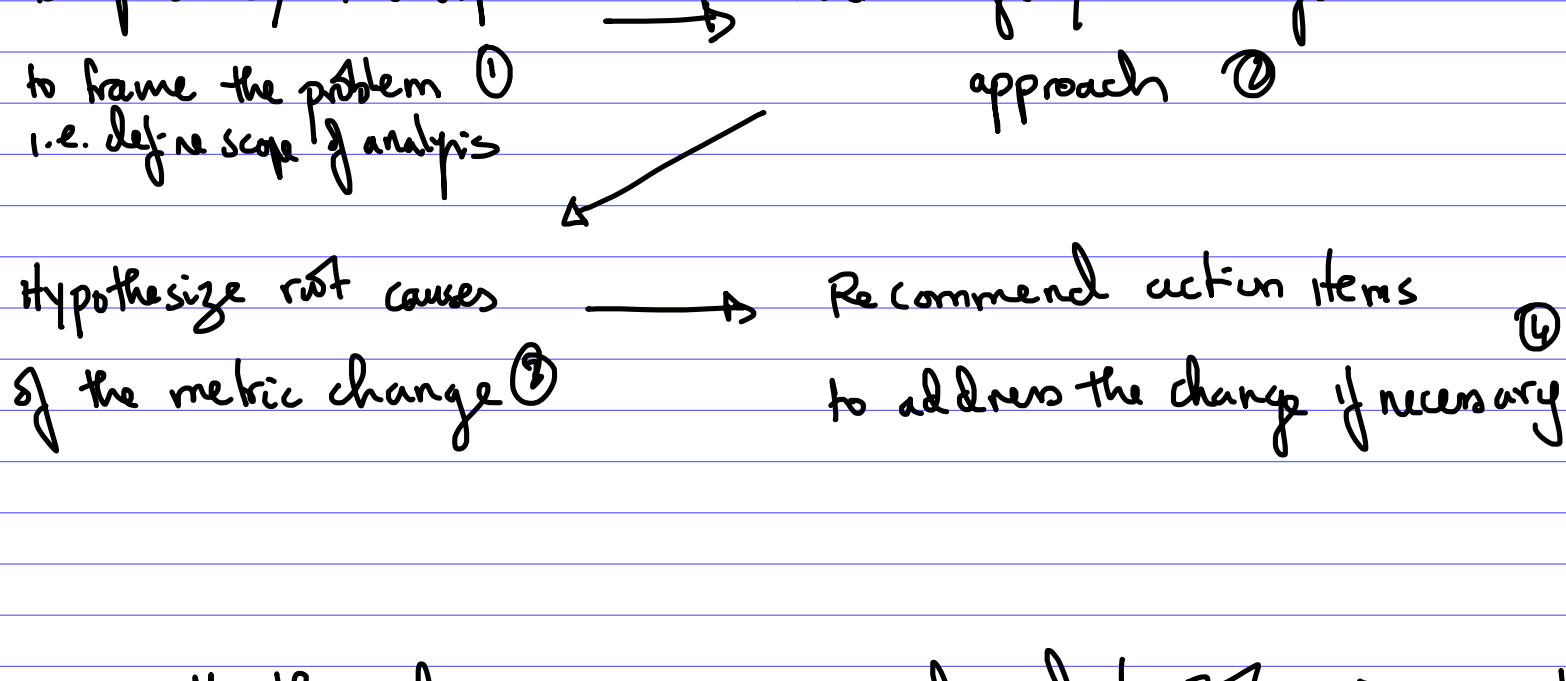 to frame the problem ①
approach ②
i.e. define scope of analysis
Hypothesize root causes
Recommend action items
of the metric change ③
④
to address the change if necessary